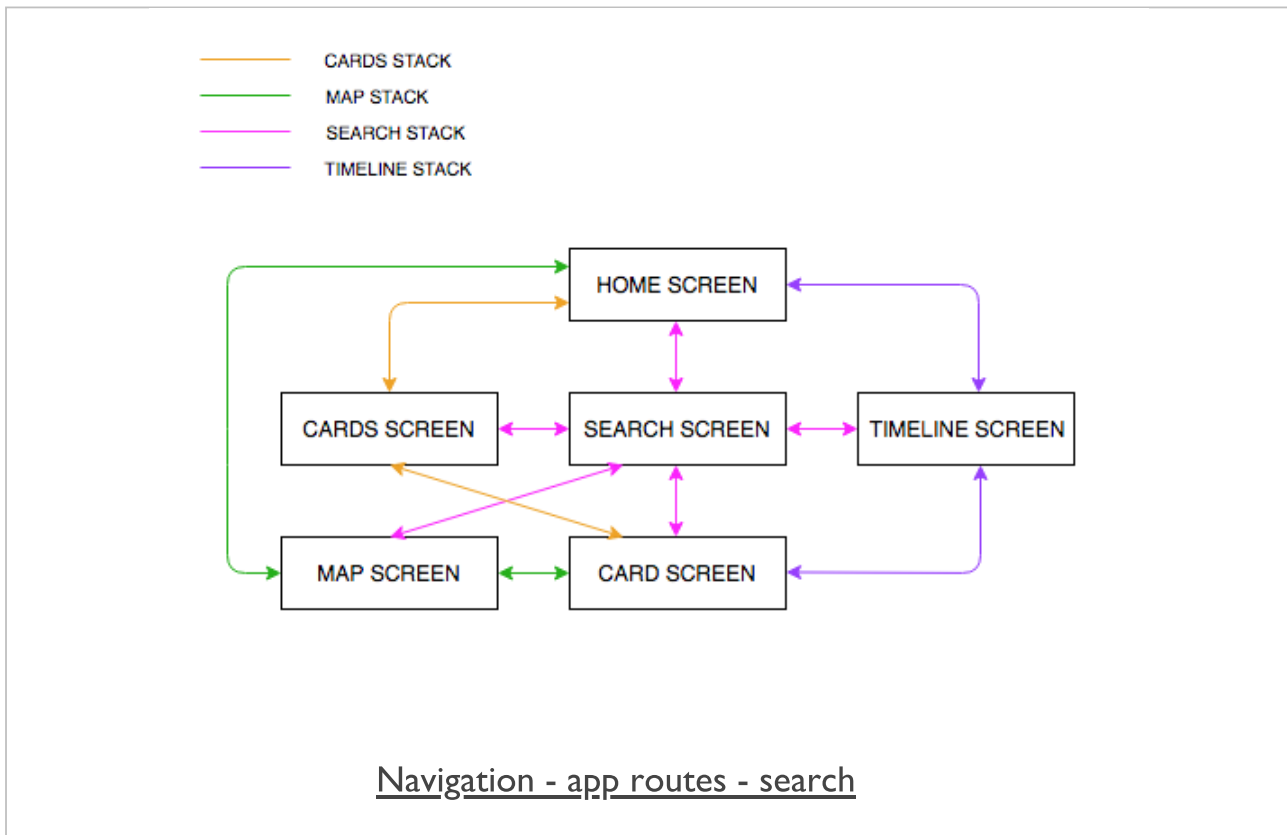 CARDS STACK
MAP STACK
SEARCH STACK
TIMELINE STACK
HOME SCREEN
CARDS SCREEN
SEARCH SCREEN
TIMELINE SCREEN
MAP SCREEN
CARD SCREEN
Navigation - app routes - search